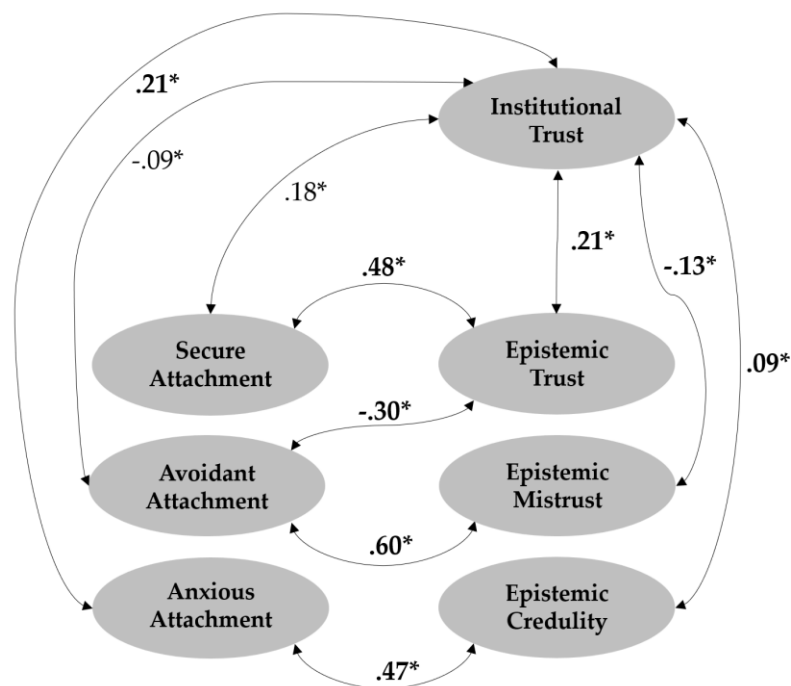 .21*
Institutional
Trust
-.09*
.18*
.21*
-.13*
.48*
Secure
Attachment
Epistemic
Trust
.09*
-.30*
Avoidant
Attachment
Epistemic
Mistrust
.60*
Anxious
Attachment
Epistemic
Credulity
.47*